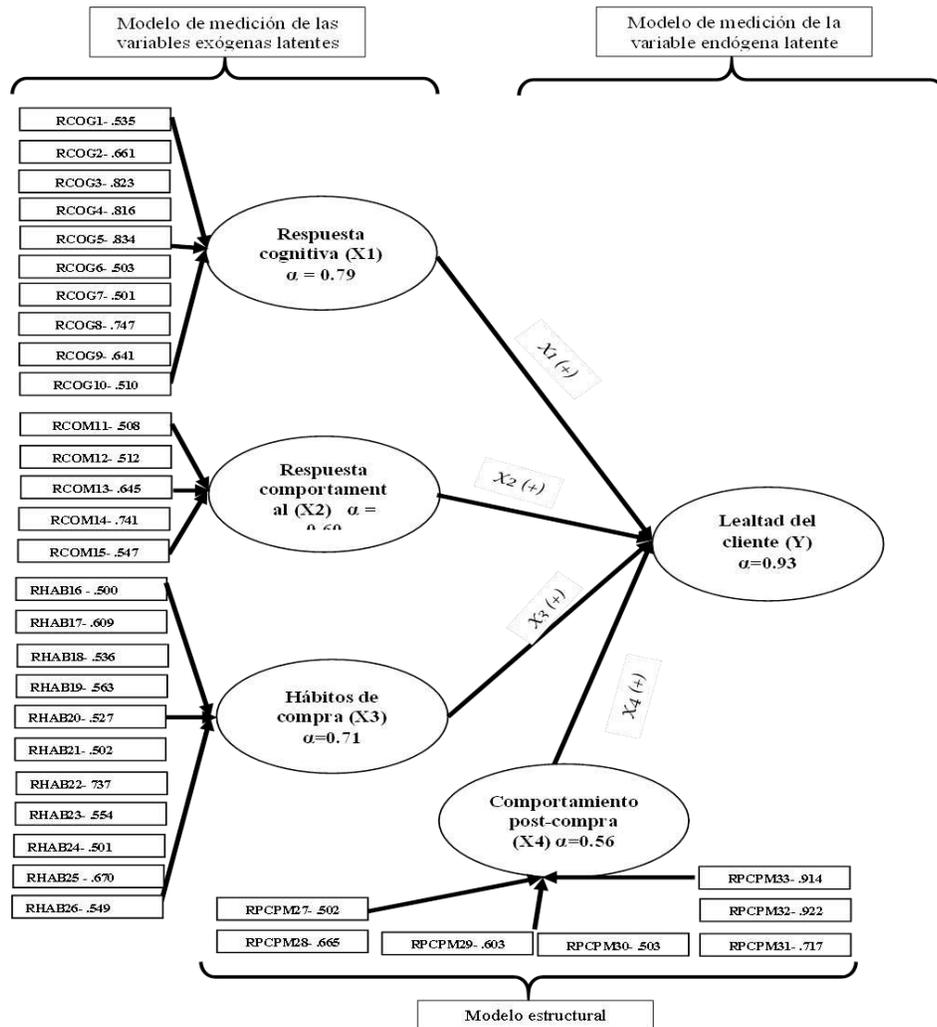 Modelo de medición de las
variables exógenas latentes
Modelo de medición de la
variable endógena latente
RCOG1- .535
RCOG2- .661
RCOG3- .823
RCOG4- .816
RCOG5- .834
RCOG6- .503
RCOG7- .501
RCOG8- .747
RCOG9- .641
RCOG10- .510
Respuesta
cognitiva (X1)
α = 0.79
X1 (+)
RCOM11- .508
RCOM12- .512
RCOM13- .645
RCOM14- .741
RCOM15- .547
Respuesta
comportament
al (X2) α =
X2 (+)
Lealtad del
cliente (Y)
α=0.93
RHAB16 - .500
RHAB17- .609
RHAB18- .536
RHAB19- .563
RHAB20- .527
RHAB21- .502
RHAB22- 737
RHAB23- .554
RHAB24- .501
RHAB25 - .670
RHAB26- .549
Hábitos de
compra (X3)
α=0.71
X3 (+)
X4 (+)
Comportamiento
post-compra
(X4) α=0.56
RPCPM27- .502
RPCPM28- .665
RPCPM29- .603
RPCPM30- .503
RPCPM33- .914
RPCPM32- .922
RPCPM31- .717
Modelo estructural